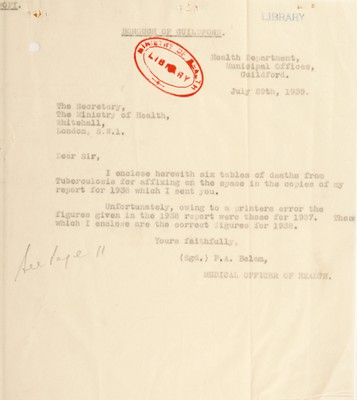 COPY.
LIBRARY
BOROUGH OF GUILDFORD.
MINISTRY OF HEALTH
LIBRARY
Health Department,
Municipal Offices,
Guildford.
July 29th, 1939.
The Secretary,
The Ministry of Health,
Whitehall,
London, S.W.1.
Dear Sir,
I enclose herewith six tables of deaths from
Tuberculosis for affixing on the space in the copies of my
report for 1938 which I sent you.
Unfortunately, owing to a printers error the
figures given in the 1938 report were those for 1937. Those
which I enclose are the correct figures for 1938.
Yours faithfully,
See page 11
(Sgd.) F.A. Belam,
MEDICAL OFFICER OF HEALTH.